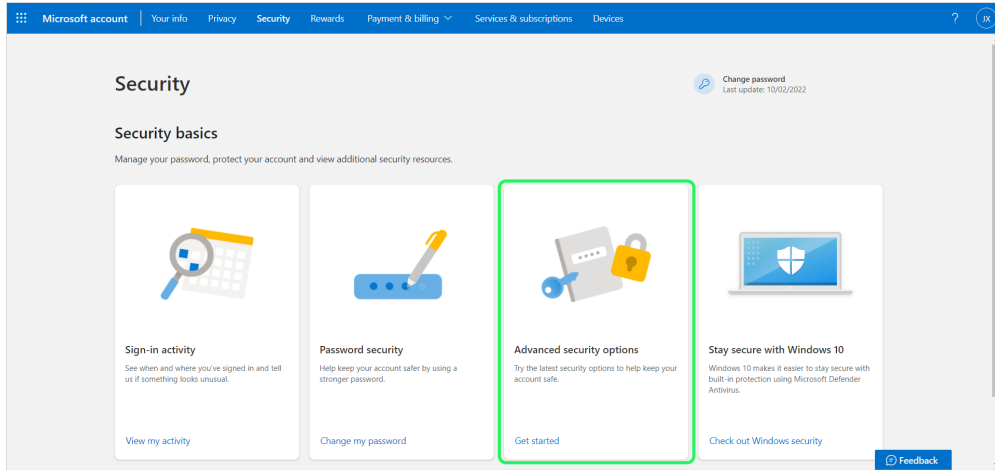 Microsoft account Your info Privacy Security Rewards Payment & billing Services & subscriptions Devices ? JX
Security
Change password
Last update: 10/02/2022
Security basics
Manage your password, protect your account and view additional security resources.
Sign-in activity
See when and where you've signed in and tell
us if something looks unusual.
View my activity
Password security
Help keep your account safer by using a
stronger password.
Change my password
Advanced security options
Try the latest security options to help keep your
account safe.
Get started
Stay secure with Windows 10
Windows 10 makes it easier to stay secure with
built-in protection using Microsoft Defender
Antivirus.
Check out Windows security
Feedback